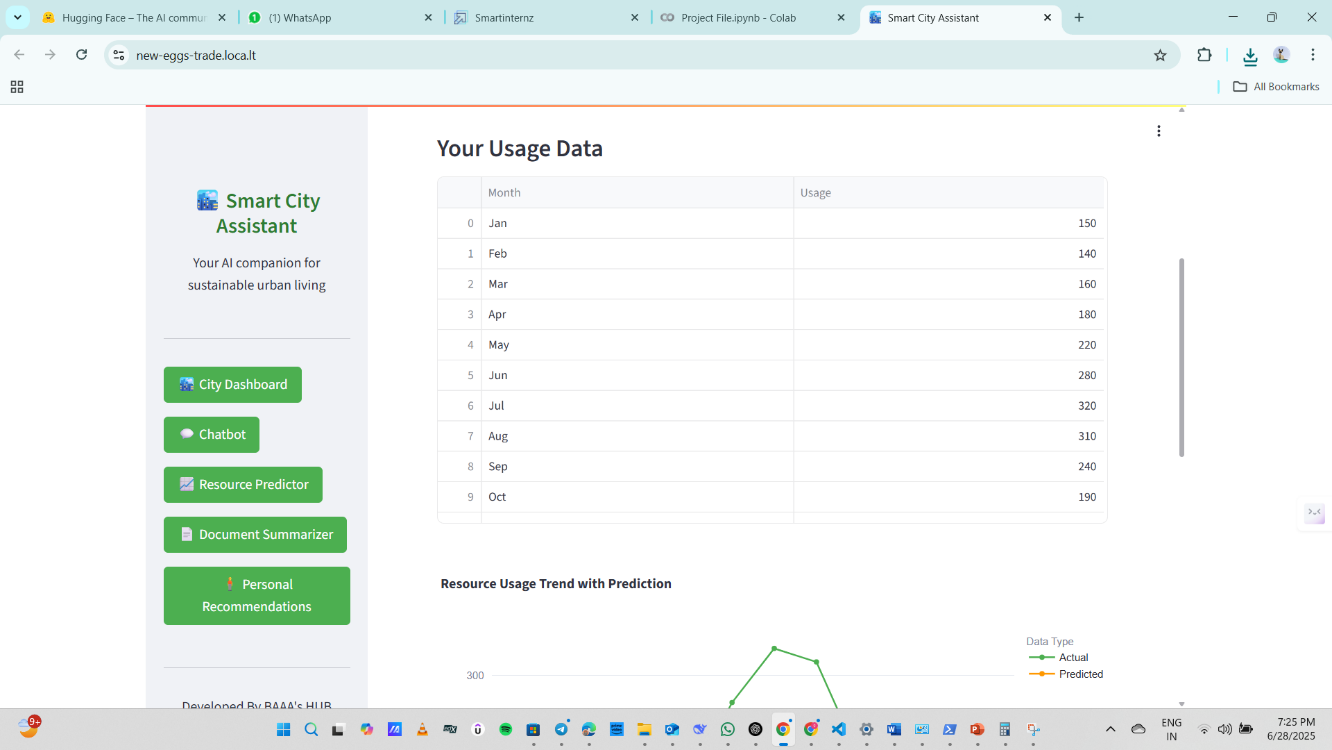 Hugging Face – The AI commun
(1) WhatsApp
Smartinternz
Project File.ipynb - Colab
Smart City Assistant
new-eggs-trade.loca.lt
All Bookmarks
Smart City
Assistant
Your AI companion for
sustainable urban living
City Dashboard
Chatbot
Resource Predictor
Document Summarizer
Personal
Recommendations
Developed By BAAA's HUB
Your Usage Data
Month Usage
0 Jan 150
1 Feb 140
2 Mar 160
3 Apr 180
4 May 220
5 Jun 280
6 Jul 320
7 Aug 310
8 Sep 240
9 Oct 190
Resource Usage Trend with Prediction
Data Type
Actual
Predicted
300
9+
ENG
IN
7:25 PM
6/28/2025